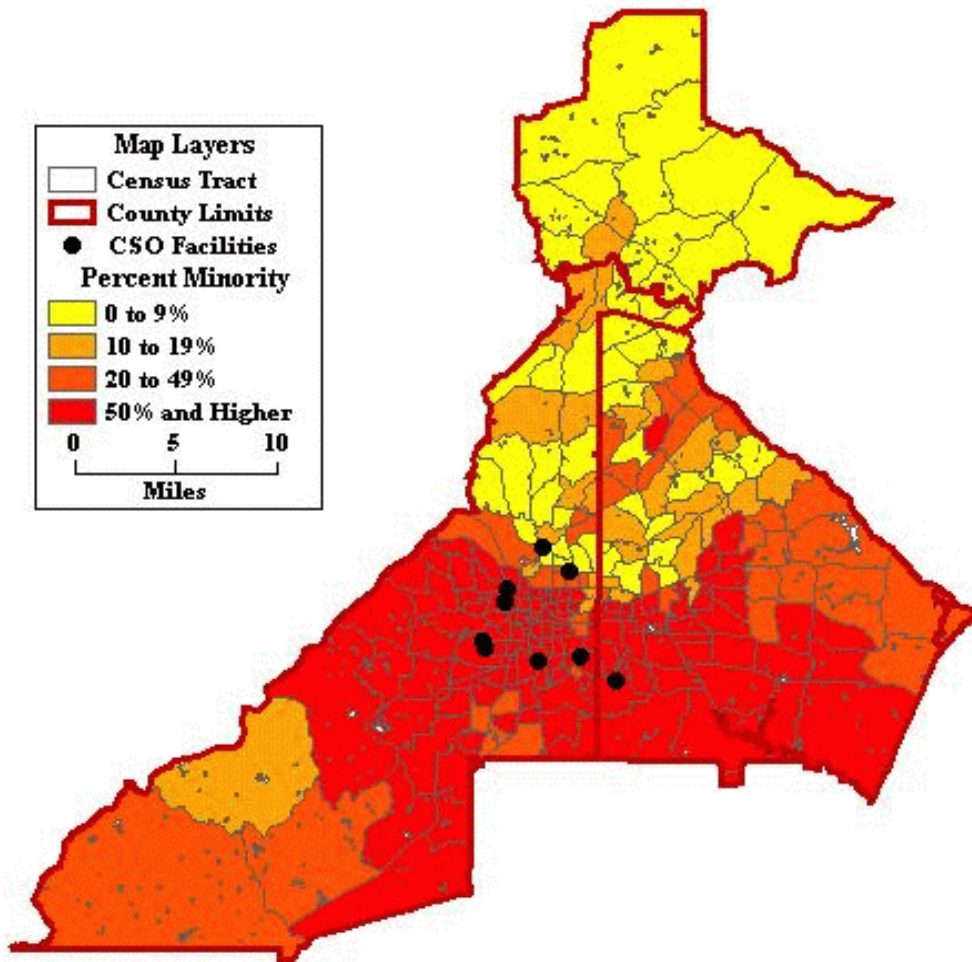 Map Layers
Census Tract
County Limits
CSO Facilities
Percent Minority
0 to 9%
10 to 19%
20 to 49%
50% and Higher
0 5 10
Miles